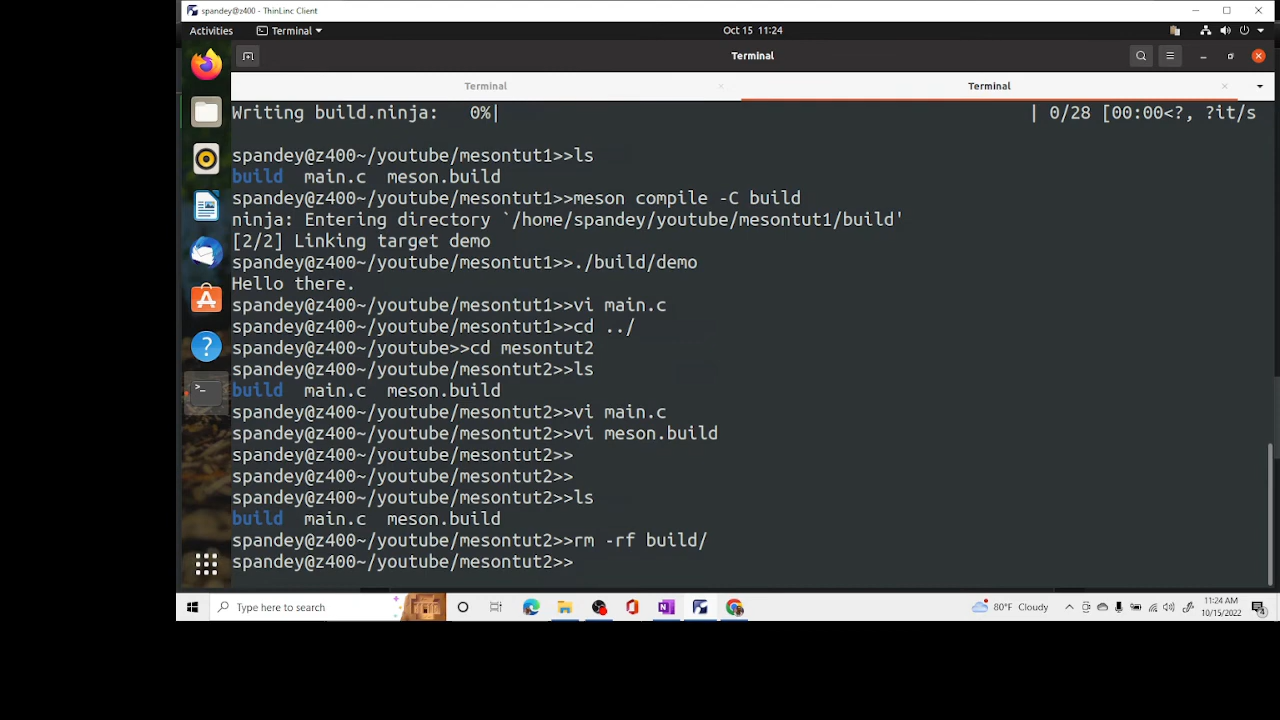 spandey@z400 - ThinLinc Client
Activities
Terminal
Oct 15 11:24
Terminal
Terminal
Terminal
Writing build.ninja:   0%|                                                    | 0/28 [00:00<?, ?it/s
spandey@z400~/youtube/mesontut1>>ls
build  main.c  meson.build
spandey@z400~/youtube/mesontut1>>meson compile -C build
ninja: Entering directory `/home/spandey/youtube/mesontut1/build'
[2/2] Linking target demo
spandey@z400~/youtube/mesontut1>>./build/demo
Hello there.
spandey@z400~/youtube/mesontut1>>vi main.c
spandey@z400~/youtube/mesontut1>>cd ../
spandey@z400~/youtube>>cd mesontut2
spandey@z400~/youtube/mesontut2>>ls
build  main.c  meson.build
spandey@z400~/youtube/mesontut2>>vi main.c
spandey@z400~/youtube/mesontut2>>vi meson.build
spandey@z400~/youtube/mesontut2>>
spandey@z400~/youtube/mesontut2>>
spandey@z400~/youtube/mesontut2>>ls
build  main.c  meson.build
spandey@z400~/youtube/mesontut2>>rm -rf build/
spandey@z400~/youtube/mesontut2>>
Type here to search
80°F Cloudy
11:24 AM
10/15/2022